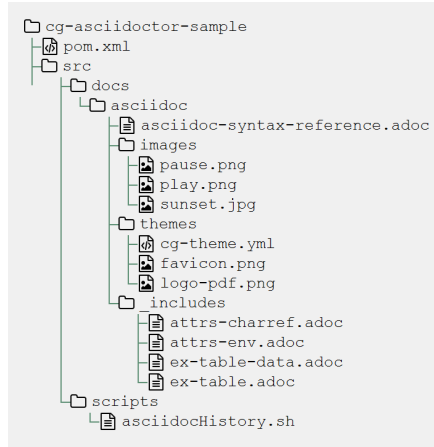 cg-asciidoctor-sample
pom.xml
src
docs
asciidoc
asciidoc-syntax-reference.adoc
images
pause.png
play.png
sunset.jpg
themes
cg-theme.yml
favicon.png
logo-pdf.png
_includes
attrs-charref.adoc
attrs-env.adoc
ex-table-data.adoc
ex-table.adoc
scripts
asciidocHistory.sh